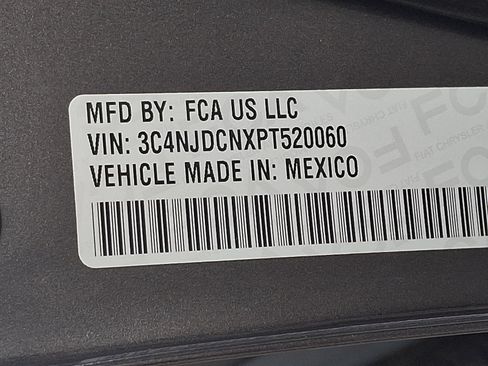 MFD BY: FCA US LLC
VIN: 3C4NJDCNXPT520060
VEHICLE MADE IN: MEXICO